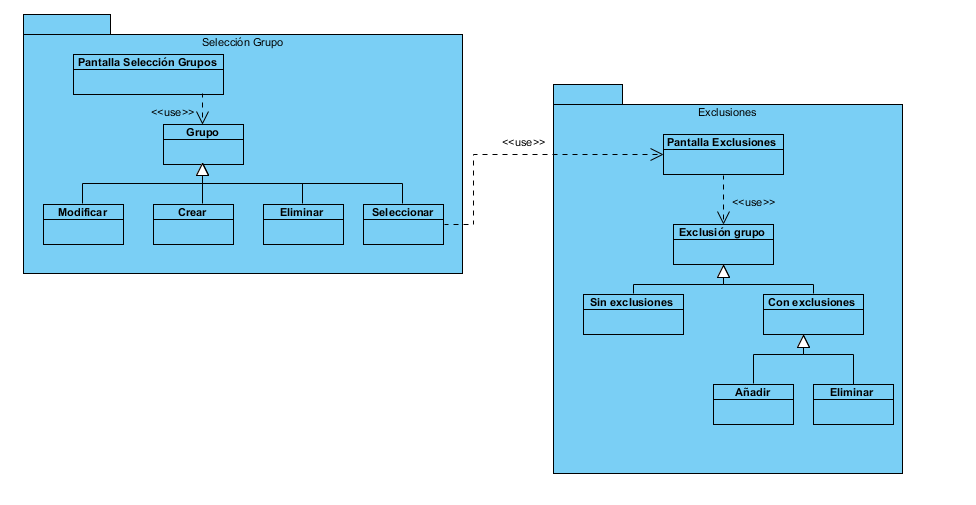 Selección Grupo
Pantalla Selección Grupos
<<use>>
Grupo
Modificar
Crear
Eliminar
Seleccionar
<<use>>
Exclusiones
Pantalla Exclusiones
<<use>>
Exclusión grupo
Sin exclusiones
Con exclusiones
Añadir
Eliminar